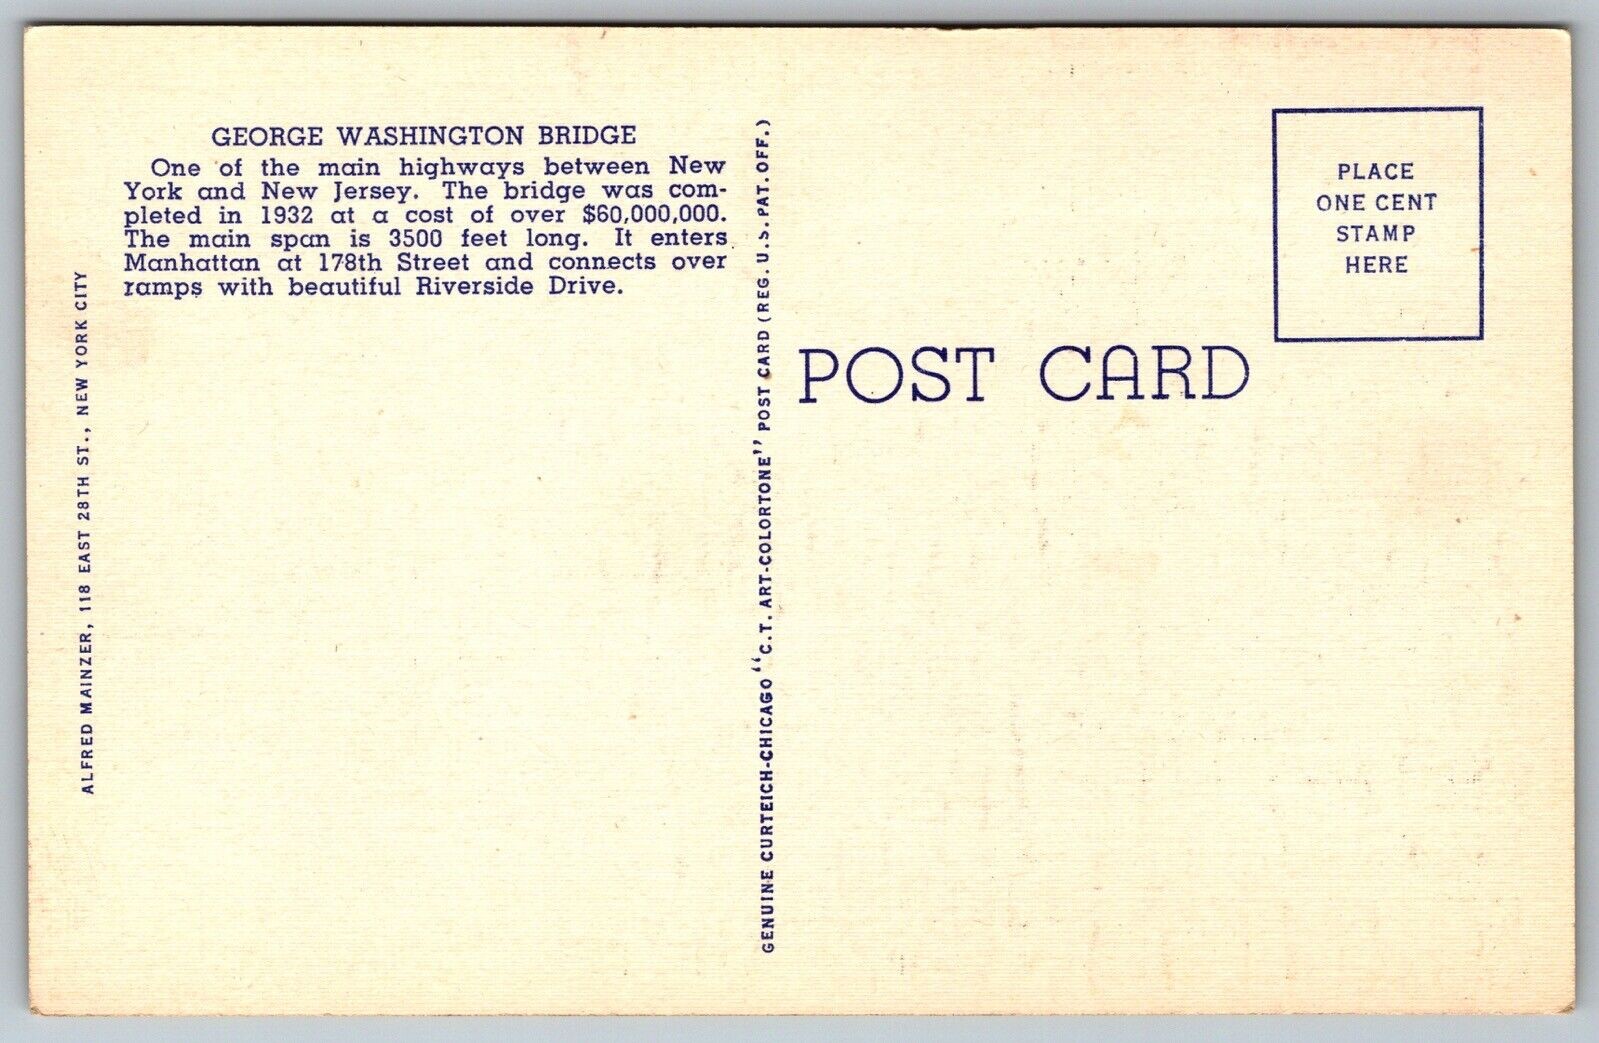 GEORGE WASHINGTON BRIDGE
One of the main highways between New
York and New Jersey. The bridge was com-
pleted in 1932 at a cost of over $60,000,000.
The main span is 3500 feet long. It enters
Manhattan at 178th Street and connects over
ramps with beautiful Riverside Drive.
ALFRED MAINZER, 118 EAST 28TH ST., NEW YORK CITY
GENUINE CURTEICH-CHICAGO "C.T. ART-COLORTONE" POST CARD (REG. U.S. PAT. OFF.)
POST CARD
PLACE
ONE CENT
STAMP
HERE